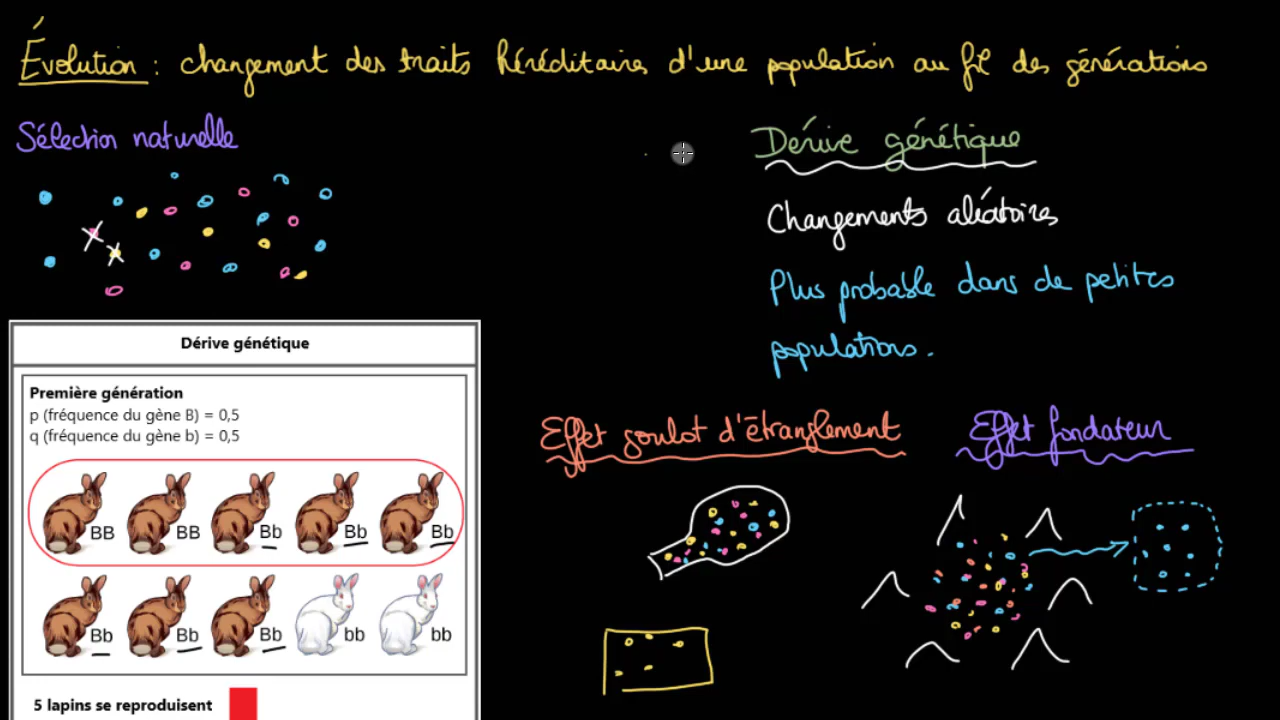 Évolution : changement des traits héréditaires d'une population au fil des générations
Sélection naturelle
Dérive génétique
Changements aléatoires
Plus probable dans de petites
populations.
Effet goulot d'étranglement
Effet fondateur
Dérive génétique
Première génération
p (fréquence du gène B) = 0,5
q (fréquence du gène b) = 0,5
BB BB Bb Bb Bb
Bb Bb Bb bb bb
5 lapins se reproduisent